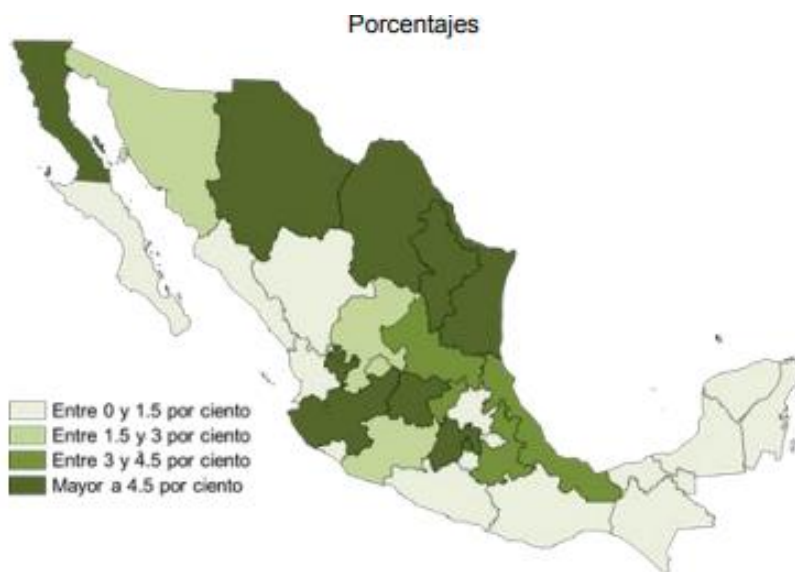 Porcentajes
Entre 0 y 1.5 por ciento
Entre 1.5 y 3 por ciento
Entre 3 y 4.5 por ciento
Mayor a 4.5 por ciento